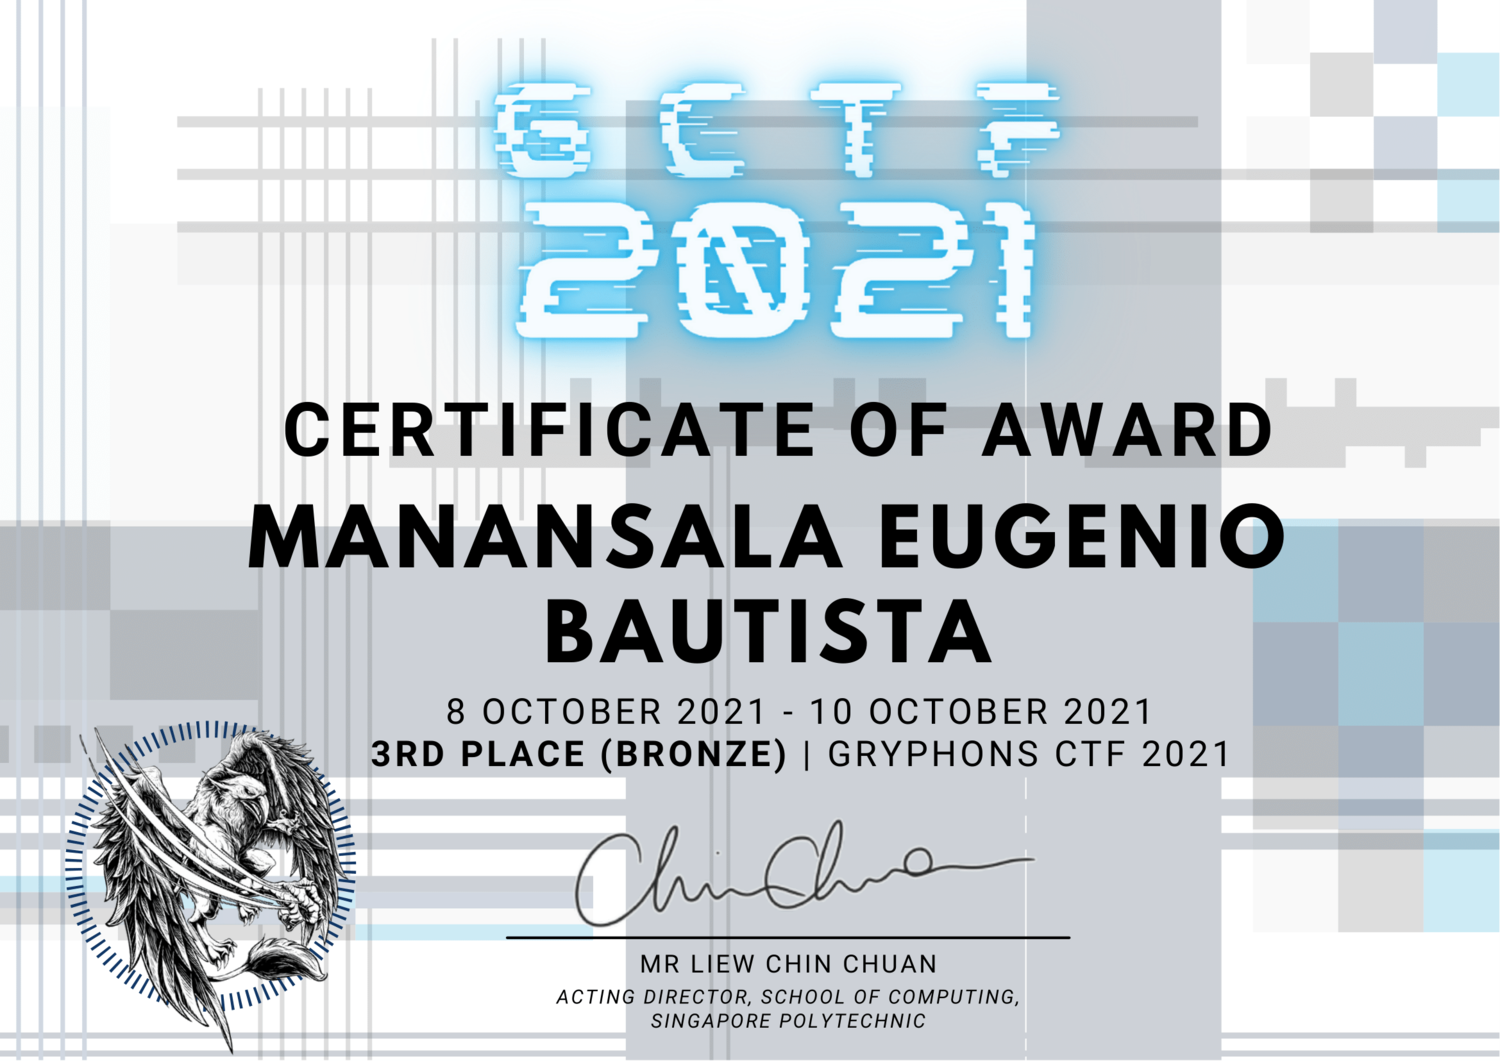 GCTF
2021
CERTIFICATE OF AWARD
MANANSALA EUGENIO
BAUTISTA
8 OCTOBER 2021 - 10 OCTOBER 2021
3RD PLACE (BRONZE) | GRYPHONS CTF 2021
Chin Chuan
MR LIEW CHIN CHUAN
ACTING DIRECTOR, SCHOOL OF COMPUTING,
SINGAPORE POLYTECHNIC